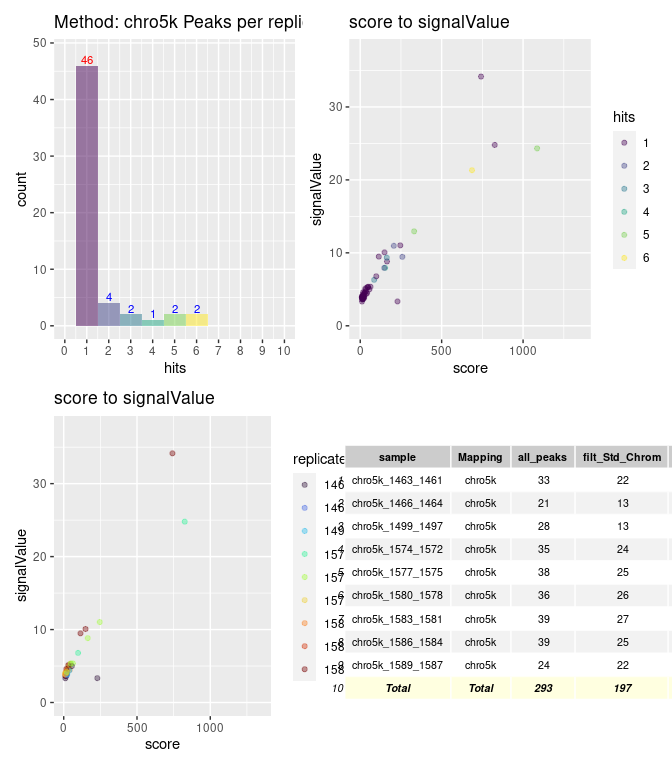 Method: chro5k Peaks per repli
50
40
30
20
10
0
count
46
4
2
1
2
2
0 1 2 3 4 5 6 7 8 9 10
hits
score to signalValue
30
20
10
0
signalValue
0 500 1000
score
hits
1
2
3
4
5
6
score to signalValue
30
20
10
0
signalValue
0 500 1000
score
replicate
146
146
149
157
157
157
158
158
158
sample Mapping all_peaks filt_Std_Chrom
1 chro5k_1463_1461 chro5k 33 22
2 chro5k_1466_1464 chro5k 21 13
3 chro5k_1499_1497 chro5k 28 13
4 chro5k_1574_1572 chro5k 35 24
5 chro5k_1577_1575 chro5k 38 25
6 chro5k_1580_1578 chro5k 36 26
7 chro5k_1583_1581 chro5k 39 27
8 chro5k_1586_1584 chro5k 39 25
9 chro5k_1589_1587 chro5k 24 22
10 Total Total 293 197